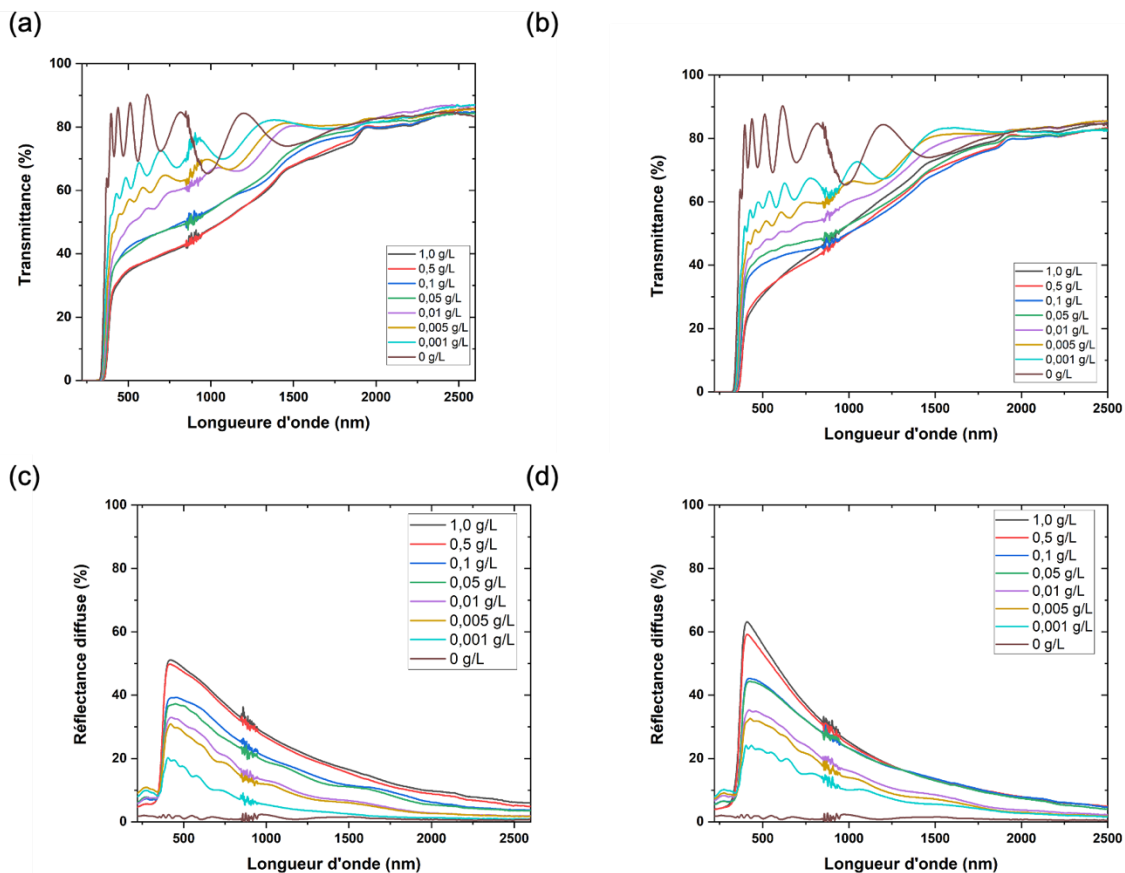 (a)
100
80
60
40
20
0
Transmittance (%)
500 1000 1500 2000 2500
Longueure d'onde (nm)
1,0 g/L
0,5 g/L
0,1 g/L
0,05 g/L
0,01 g/L
0,005 g/L
0,001 g/L
0 g/L
(b)
100
80
60
40
20
0
Transmittance (%)
500 1000 1500 2000 2500
Longueur d'onde (nm)
1,0 g/L
0,5 g/L
0,1 g/L
0,05 g/L
0,01 g/L
0,005 g/L
0,001 g/L
0 g/L
(c)
100
80
60
40
20
0
Réflectance diffuse (%)
500 1000 1500 2000 2500
Longueur d'onde (nm)
1,0 g/L
0,5 g/L
0,1 g/L
0,05 g/L
0,01 g/L
0,005 g/L
0,001 g/L
0 g/L
(d)
100
80
60
40
20
0
Réflectance diffuse (%)
500 1000 1500 2000 2500
Longueur d'onde (nm)
1,0 g/L
0,5 g/L
0,1 g/L
0,05 g/L
0,01 g/L
0,005 g/L
0,001 g/L
0 g/L